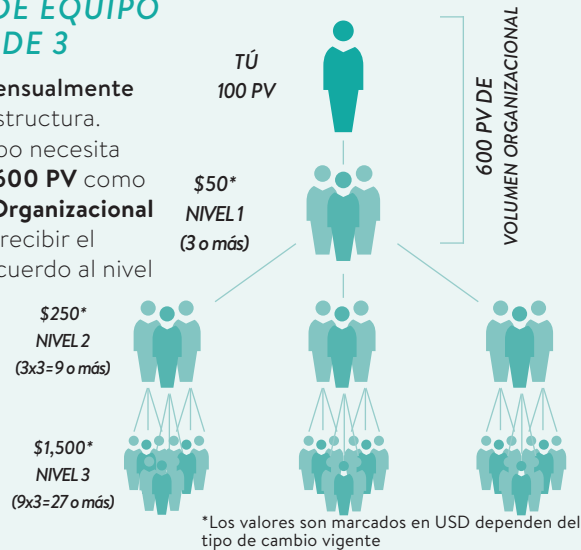 DE EQUIPO
DE 3
ensualmente
structura.
po necesita
600 PV como
Organizacional
recibir el
cuerdo al nivel
TÚ
100 PV
600 PV DE
VOLUMEN ORGANIZACIONAL
$50*
NIVEL 1
(3 o más)
$250*
NIVEL 2
(3x3=9 o más)
$1,500*
NIVEL 3
(9x3=27 o más)
*Los valores son marcados en USD dependen del
tipo de cambio vigente